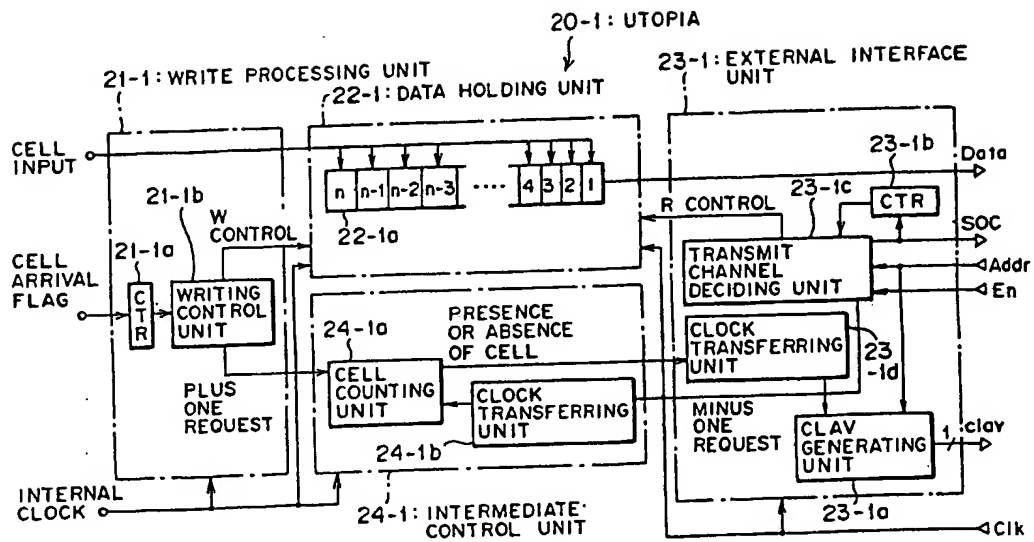 20-1: UTOPIA
21-1: WRITE PROCESSING UNIT
22-1: DATA HOLDING UNIT
23-1: EXTERNAL INTERFACE
UNIT
CELL
INPUT
21-1b
n n-1 n-2 n-3 ..... 4 3 2 1
22-1a
23-1b
Data
23-1c
CTR
R CONTROL
SOC
W
CONTROL
21-1a
CELL
ARRIVAL
FLAG
CTR
WRITING
CONTROL
UNIT
TRANSMIT
CHANNEL
DECIDING UNIT
Addr
En
PRESENCE
OR ABSENCE
OF CELL
24-1a
CELL
COUNTING
UNIT
CLOCK
TRANSFERRING
UNIT
23
-1d
PLUS
ONE
REQUEST
CLOCK
TRANSFERRING
UNIT
24-1b
MINUS
ONE
REQUEST
CLAV
GENERATING
UNIT
1
clav
23-1a
INTERNAL
CLOCK
24-1: INTERMEDIATE
CONTROL UNIT
Clk